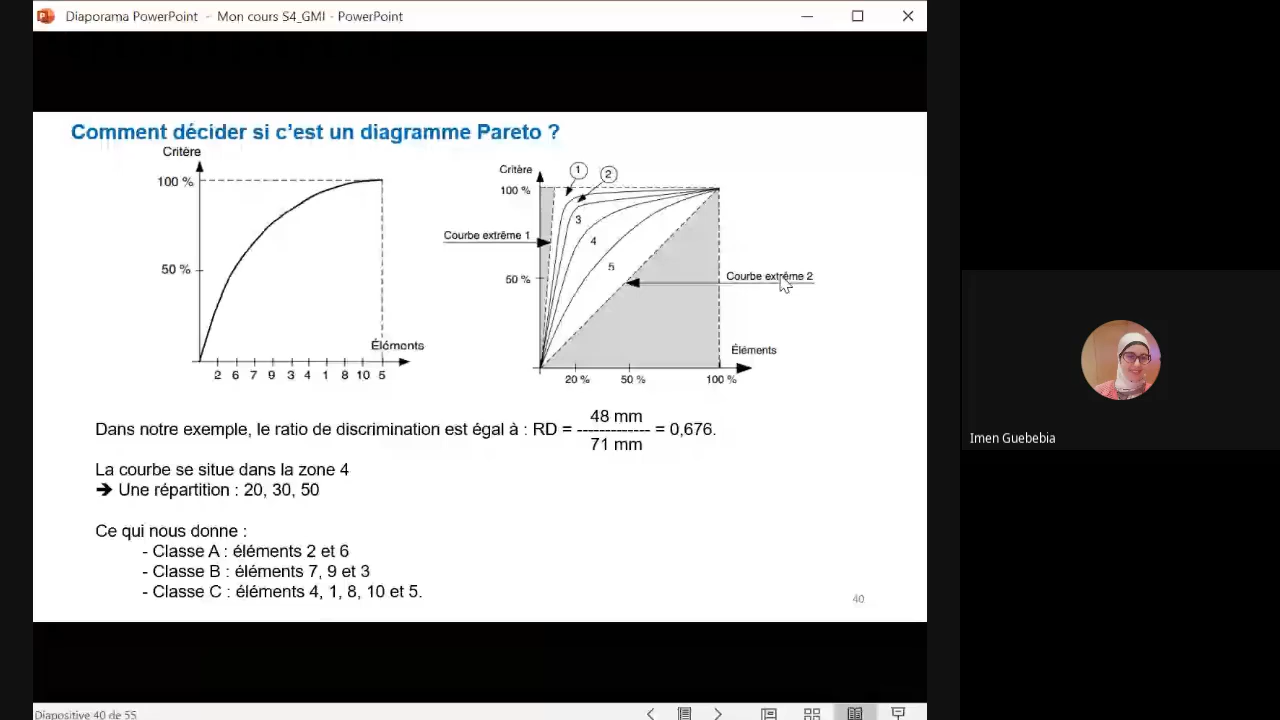 Diaporama PowerPoint - Mon cours S4_GMI - PowerPoint
Comment décider si c'est un diagramme Pareto ?
Critère
100 %
50 %
Éléments
2 6 7 9 3 4 1 8 10 5
Critère
100 %
1
2
3
4
5
Courbe extrême 1
50 %
Courbe extrême 2
Éléments
20 % 50 % 100 %
Dans notre exemple, le ratio de discrimination est égal à : RD = 48 mm ------------- 71 mm = 0,676.
La courbe se situe dans la zone 4
➔ Une répartition : 20, 30, 50
Ce qui nous donne :
- Classe A : éléments 2 et 6
- Classe B : éléments 7, 9 et 3
- Classe C : éléments 4, 1, 8, 10 et 5.
40
Diapositive 40 de 55
Imen Guebebia